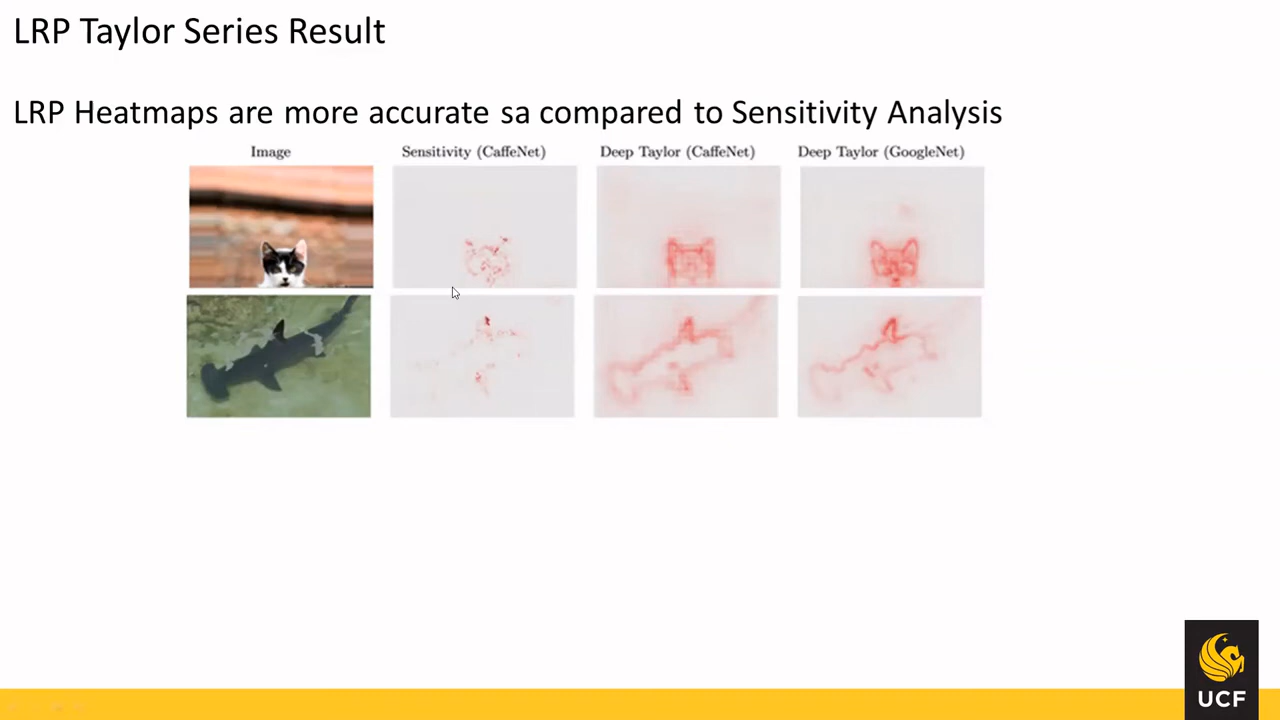 LRP Taylor Series Result
LRP Heatmaps are more accurate sa compared to Sensitivity Analysis
Image Sensitivity (CaffeNet) Deep Taylor (CaffeNet) Deep Taylor (GoogleNet)
UCF